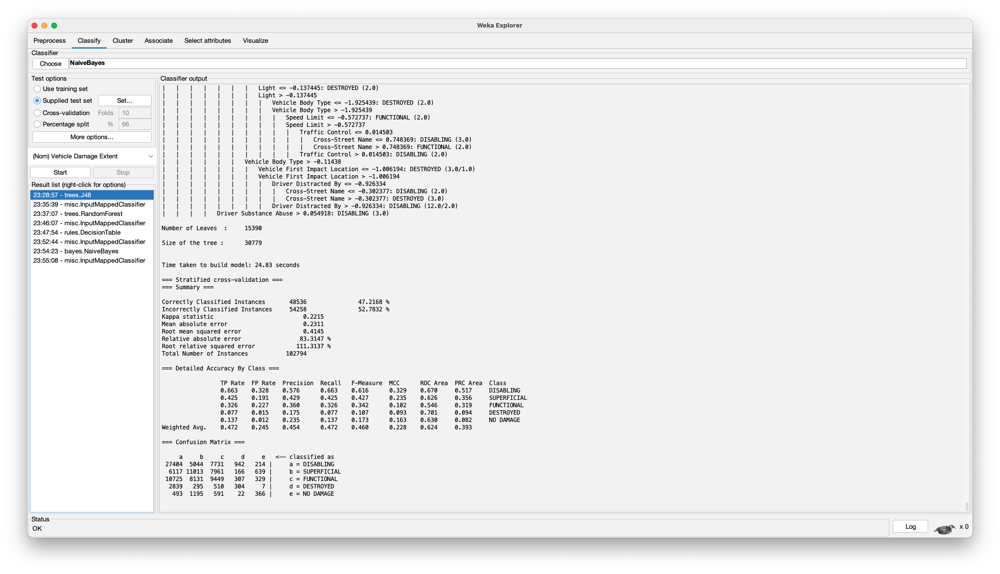 Weka Explorer
Preprocess Classify Cluster Associate Select attributes Visualize
Classifier
Choose NaiveBayes
Test options
Use training set
Supplied test set Set...
Cross-validation Folds 10
Percentage split % 66
More options...
(Nom) Vehicle Damage Extent
Start Stop
Result list (right-click for options)
23:28:57 - trees.J48
23:35:39 - misc.InputMappedClassifier
23:37:07 - trees.RandomForest
23:46:07 - misc.InputMappedClassifier
23:47:54 - rules.DecisionTable
23:52:44 - misc.InputMappedClassifier
23:54:23 - bayes.NaiveBayes
23:55:08 - misc.InputMappedClassifier
Classifier output
| | | | | | | Light <= -0.137445: DESTROYED (2.0)
| | | | | | | Light > -0.137445
| | | | | | | | Vehicle Body Type <= -1.925439: DESTROYED (2.0)
| | | | | | | | Vehicle Body Type > -1.925439
| | | | | | | | | Speed Limit <= -0.572737: FUNCTIONAL (2.0)
| | | | | | | | | Speed Limit > -0.572737
| | | | | | | | | | Traffic Control <= 0.014503
| | | | | | | | | | | Cross-Street Name <= 0.748369: DISABLING (3.0)
| | | | | | | | | | | Cross-Street Name > 0.748369: FUNCTIONAL (2.0)
| | | | | | | | | | Traffic Control > 0.014503: DISABLING (2.0)
| | | | | | Vehicle Body Type > -0.11438
| | | | | | | Vehicle First Impact Location <= -1.006194: DESTROYED (3.0/1.0)
| | | | | | | Vehicle First Impact Location > -1.006194
| | | | | | | | Driver Distracted By <= -0.926334
| | | | | | | | | Cross-Street Name <= -0.302377: DISABLING (2.0)
| | | | | | | | | Cross-Street Name > -0.302377: DESTROYED (3.0)
| | | | | | | | Driver Distracted By > -0.926334: DISABLING (12.0/2.0)
| | | | Driver Substance Abuse > 0.054918: DISABLING (3.0)
Number of Leaves : 15390
Size of the tree : 30779
Time taken to build model: 24.83 seconds
=== Stratified cross-validation ===
=== Summary ===
Correctly Classified Instances 48536 47.2168 %
Incorrectly Classified Instances 54258 52.7832 %
Kappa statistic 0.2215
Mean absolute error 0.2311
Root mean squared error 0.4145
Relative absolute error 83.3147 %
Root relative squared error 111.3137 %
Total Number of Instances 102794
=== Detailed Accuracy By Class ===
TP Rate FP Rate Precision Recall F-Measure MCC ROC Area PRC Area Class
0.663 0.328 0.576 0.663 0.616 0.329 0.670 0.517 DISABLING
0.425 0.191 0.429 0.425 0.427 0.235 0.626 0.356 SUPERFICIAL
0.326 0.227 0.360 0.326 0.342 0.102 0.546 0.319 FUNCTIONAL
0.077 0.015 0.175 0.077 0.107 0.093 0.701 0.094 DESTROYED
0.137 0.012 0.235 0.137 0.173 0.163 0.630 0.082 NO DAMAGE
Weighted Avg. 0.472 0.245 0.454 0.472 0.460 0.228 0.624 0.393
=== Confusion Matrix ===
a b c d e <-- classified as
27404 5044 7731 942 214 | a = DISABLING
6117 11013 7961 166 639 | b = SUPERFICIAL
10725 8131 9449 307 329 | c = FUNCTIONAL
2839 295 510 304 7 | d = DESTROYED
493 1195 591 22 366 | e = NO DAMAGE
Status
OK
Log x 0